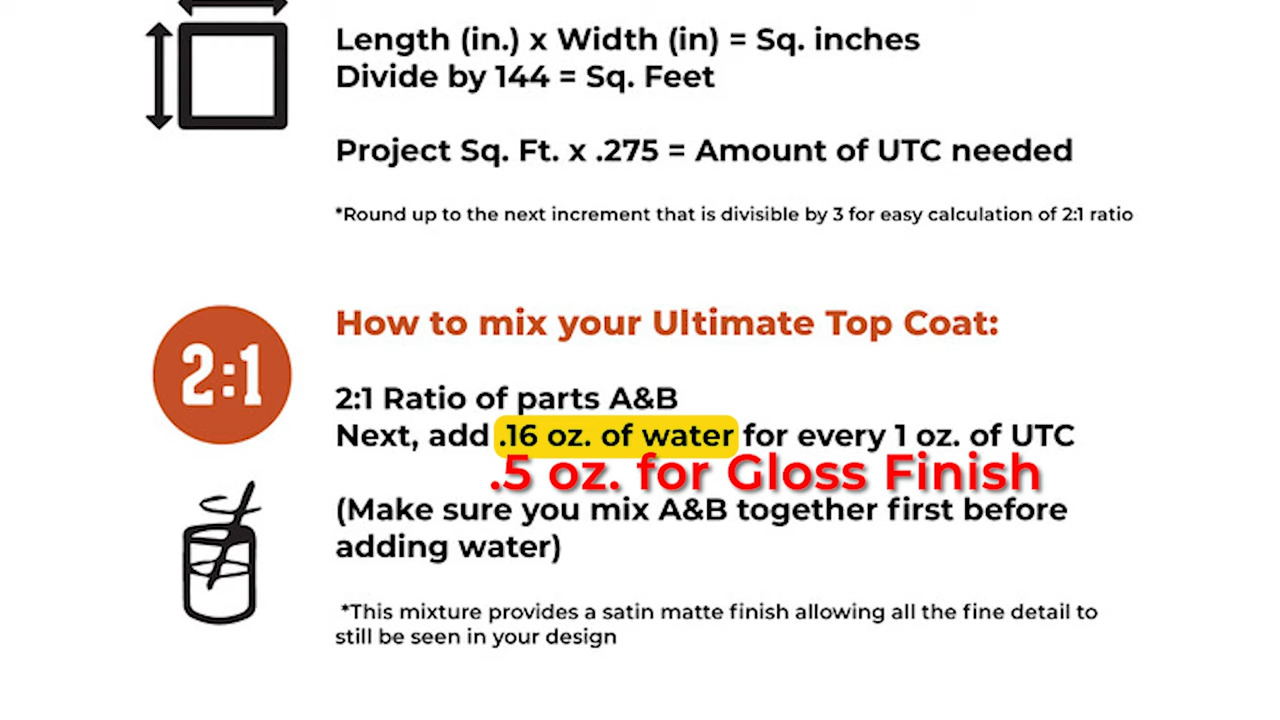 Length (in.) x Width (in) = Sq. inches
Divide by 144 = Sq. Feet
Project Sq. Ft. x .275 = Amount of UTC needed
*Round up to the next increment that is divisible by 3 for easy calculation of 2:1 ratio
2:1
How to mix your Ultimate Top Coat:
2:1 Ratio of parts A&B
Next, add .16 oz. of water for every 1 oz. of UTC
.5 oz. for Gloss Finish
(Make sure you mix A&B together first before
adding water)
*This mixture provides a satin matte finish allowing all the fine detail to
still be seen in your design